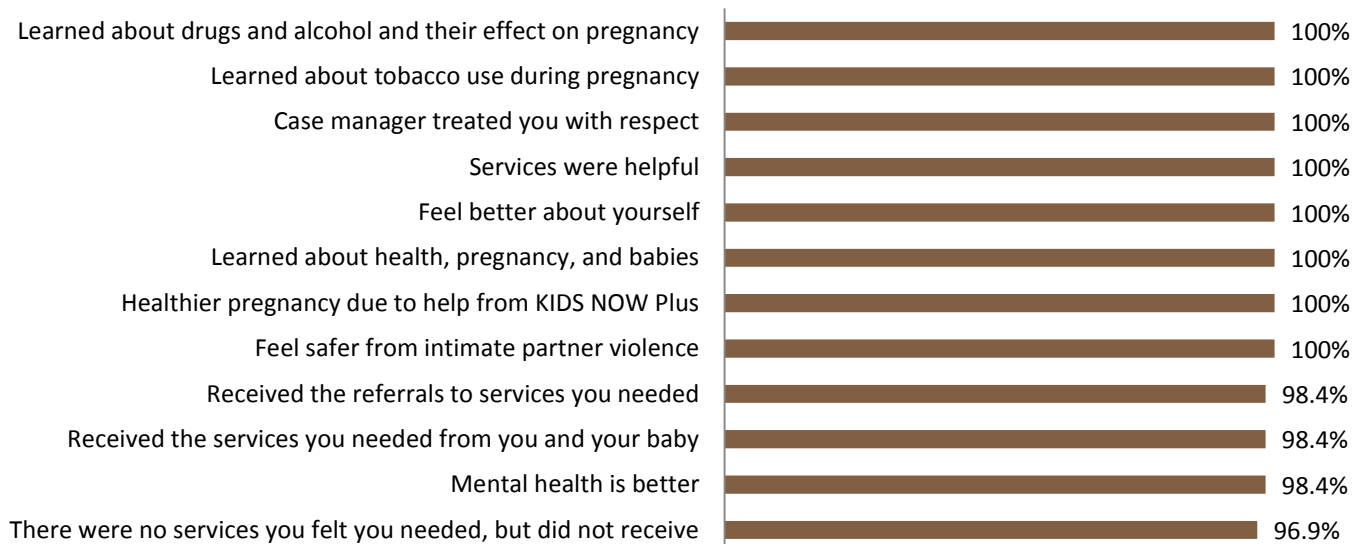 Learned about drugs and alcohol and their effect on pregnancy 100%
Learned about tobacco use during pregnancy 100%
Case manager treated you with respect 100%
Services were helpful 100%
Feel better about yourself 100%
Learned about health, pregnancy, and babies 100%
Healthier pregnancy due to help from KIDS NOW Plus 100%
Feel safer from intimate partner violence 100%
Received the referrals to services you needed 98.4%
Received the services you needed from you and your baby 98.4%
Mental health is better 98.4%
There were no services you felt you needed, but did not receive 96.9%